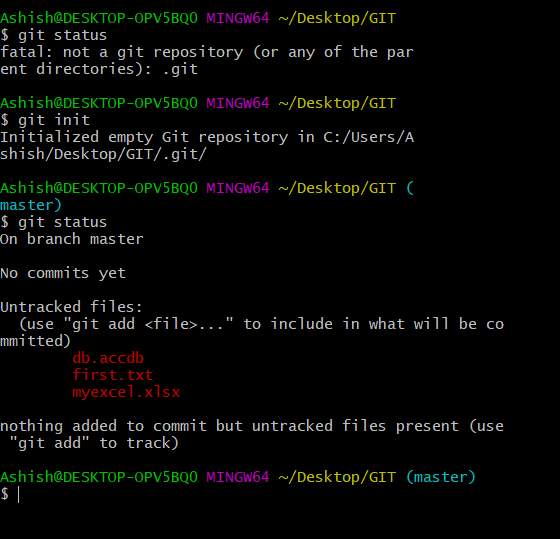 Ashish@DESKTOP-OPV5BQO MINGW64 ~/Desktop/GIT
$ git status
fatal: not a git repository (or any of the par
ent directories): .git
Ashish@DESKTOP-OPV5BQO MINGW64 ~/Desktop/GIT
$ git init
Initialized empty Git repository in C:/Users/A
shish/Desktop/GIT/.git/
Ashish@DESKTOP-OPV5BQO MINGW64 ~/Desktop/GIT (
master)
$ git status
On branch master
No commits yet
Untracked files:
  (use "git add <file>..." to include in what will be co
mmitted)
        db.accdb
        first.txt
        myexcel.xlsx
nothing added to commit but untracked files present (use
 "git add" to track)
Ashish@DESKTOP-OPV5BQO MINGW64 ~/Desktop/GIT (master)
$